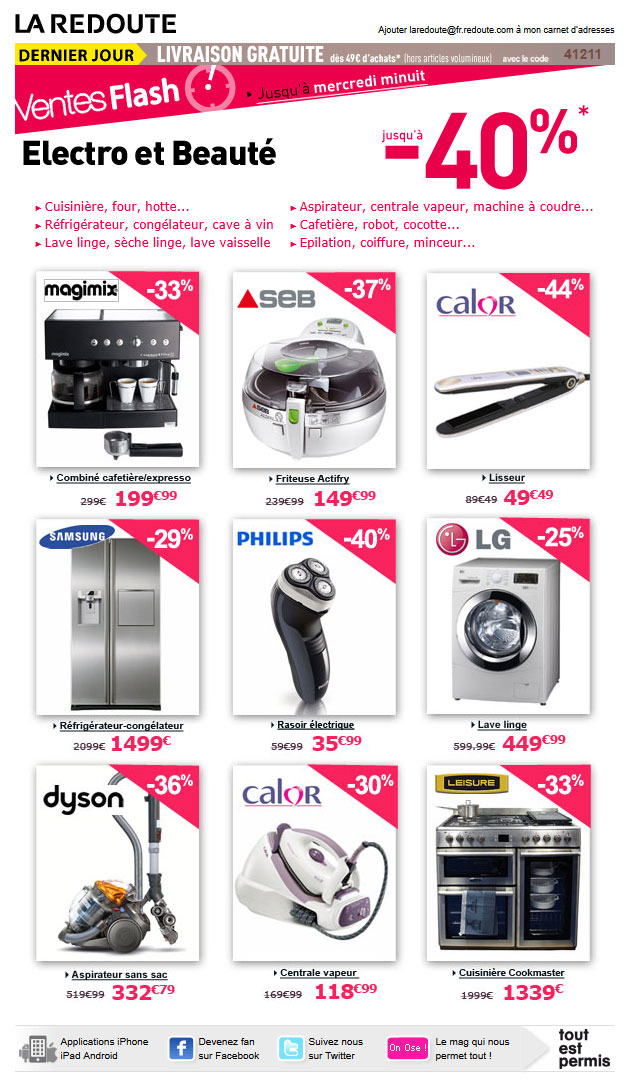 LA REDOUTE
Ajouter laredoute@fr.redoute.com à mon carnet d'adresses
DERNIER JOUR LIVRAISON GRATUITE dès 49€ d'achats* (hors articles volumineux) avec le code 41211
Ventes Flash Jusqu'à mercredi minuit
Electro et Beauté
jusqu'à -40%*
Cuisinière, four, hotte...
Réfrigérateur, congélateur, cave à vin
Lave linge, sèche linge, lave vaisselle
Aspirateur, centrale vapeur, machine à coudre...
Cafetière, robot, cocotte...
Epilation, coiffure, minceur...
magimix -33%
magimix
Combiné cafetière/expresso
299€ 199€99
SEB -37%
SEB
Friteuse Actifry
239€99 149€99
CALOR -44%
Lisseur
89€49 49€49
SAMSUNG -29%
Réfrigérateur-congélateur
2099€ 1499€
PHILIPS -40%
Rasoir électrique
59€99 35€99
LG -25%
Lave linge
599,99€ 449€99
dyson -36%
Aspirateur sans sac
519€99 332€79
CALOR -30%
Centrale vapeur
169€99 118€99
LEISURE -33%
Cuisinière Cookmaster
1999€ 1339€
Applications iPhone
iPad Android
Devenez fan
sur Facebook
Suivez nous
sur Twitter
On Ose !
Le mag qui nous
permet tout !
tout
est
permis